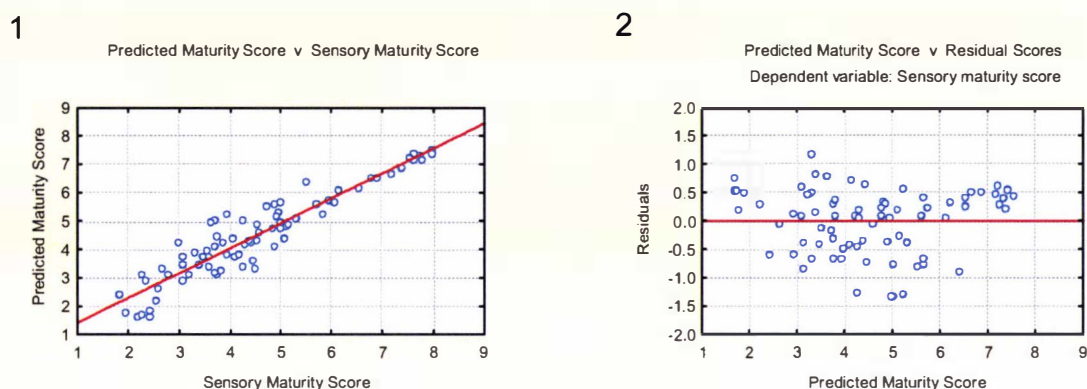 1
Predicted Maturity Score v Sensory Maturity Score
9
8
7
6
5
4
3
2
1
Predicted Maturity Score
1 2 3 4 5 6 7 8 9
Sensory Maturity Score
2
Predicted Maturity Score v Residual Scores
Dependent variable: Sensory maturity score
2.0
1.5
1.0
0.5
0.0
-0.5
-1.0
-1.5
-2.0
Residuals
1 2 3 4 5 6 7 8 9
Predicted Maturity Score